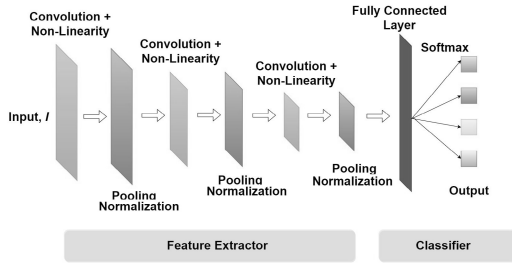 Fully Connected
Layer
Convolution +
Non-Linearity
Convolution +
Non-Linearity
Convolution +
Non-Linearity
Softmax
Input, I
Pooling
Normalization
Pooling
Normalization
Pooling
Normalization
Output
Feature Extractor
Classifier